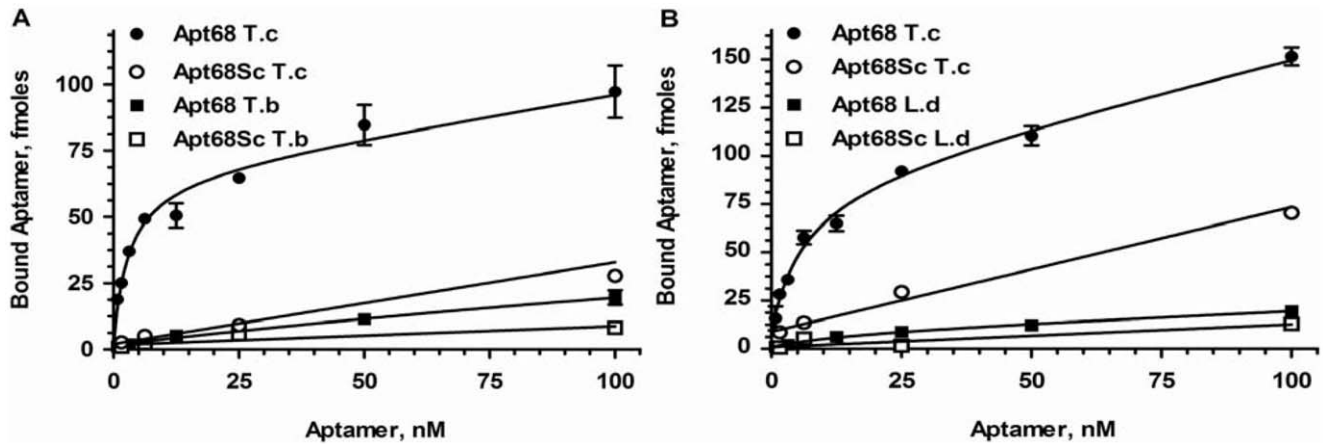 A
Apt68 T.c
Apt68Sc T.c
Apt68 T.b
Apt68Sc T.b
Bound Aptamer, fmoles
100
75
50
25
0
0 25 50 75 100
Aptamer, nM
B
Apt68 T.c
Apt68Sc T.c
Apt68 L.d
Apt68Sc L.d
Bound Aptamer, fmoles
150
125
100
75
50
25
0
0 25 50 75 100
Aptamer, nM